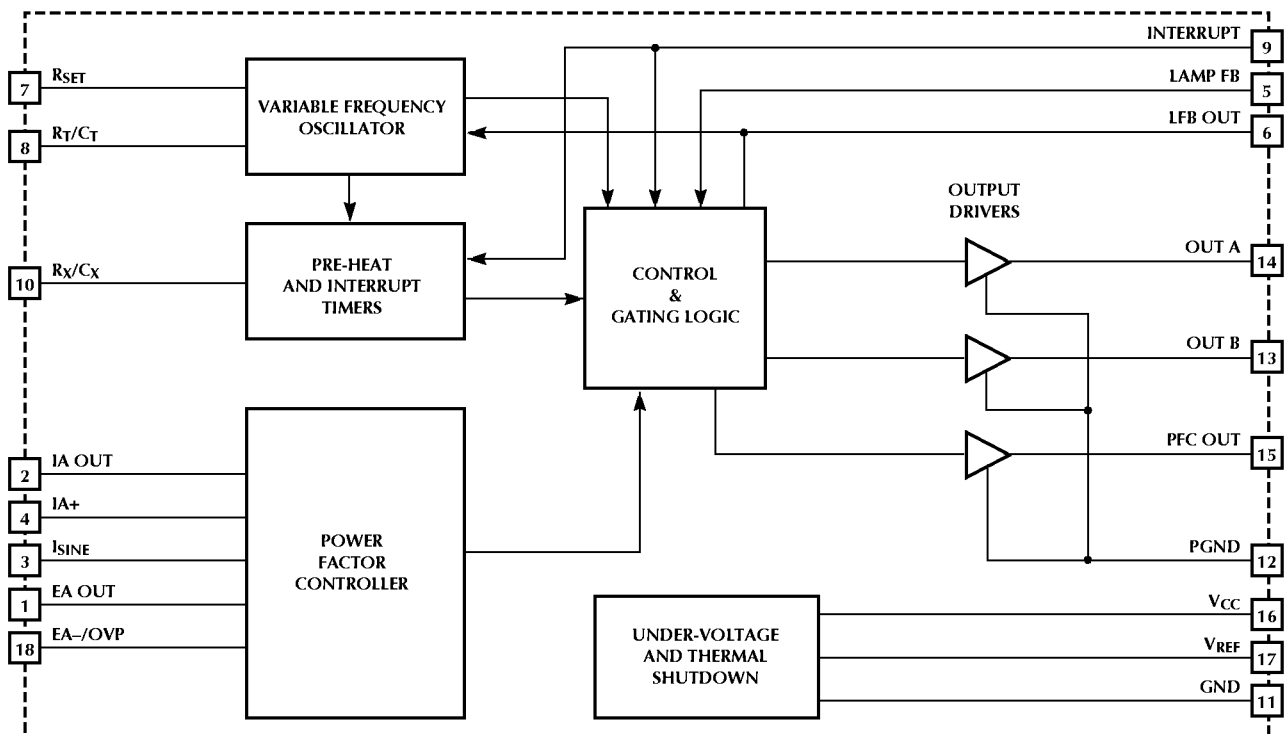 INTERRUPT
9
LAMP FB
5
LFB OUT
6
7
RSET
8
RT/CT
VARIABLE FREQUENCY
OSCILLATOR
10
RX/CX
PRE-HEAT
AND INTERRUPT
TIMERS
CONTROL
&
GATING LOGIC
OUTPUT
DRIVERS
OUT A
14
OUT B
13
PFC OUT
15
PGND
12
2
IA OUT
4
IA+
3
ISINE
1
EA OUT
18
EA–/OVP
POWER
FACTOR
CONTROLLER
UNDER-VOLTAGE
AND THERMAL
SHUTDOWN
VCC
16
VREF
17
GND
11